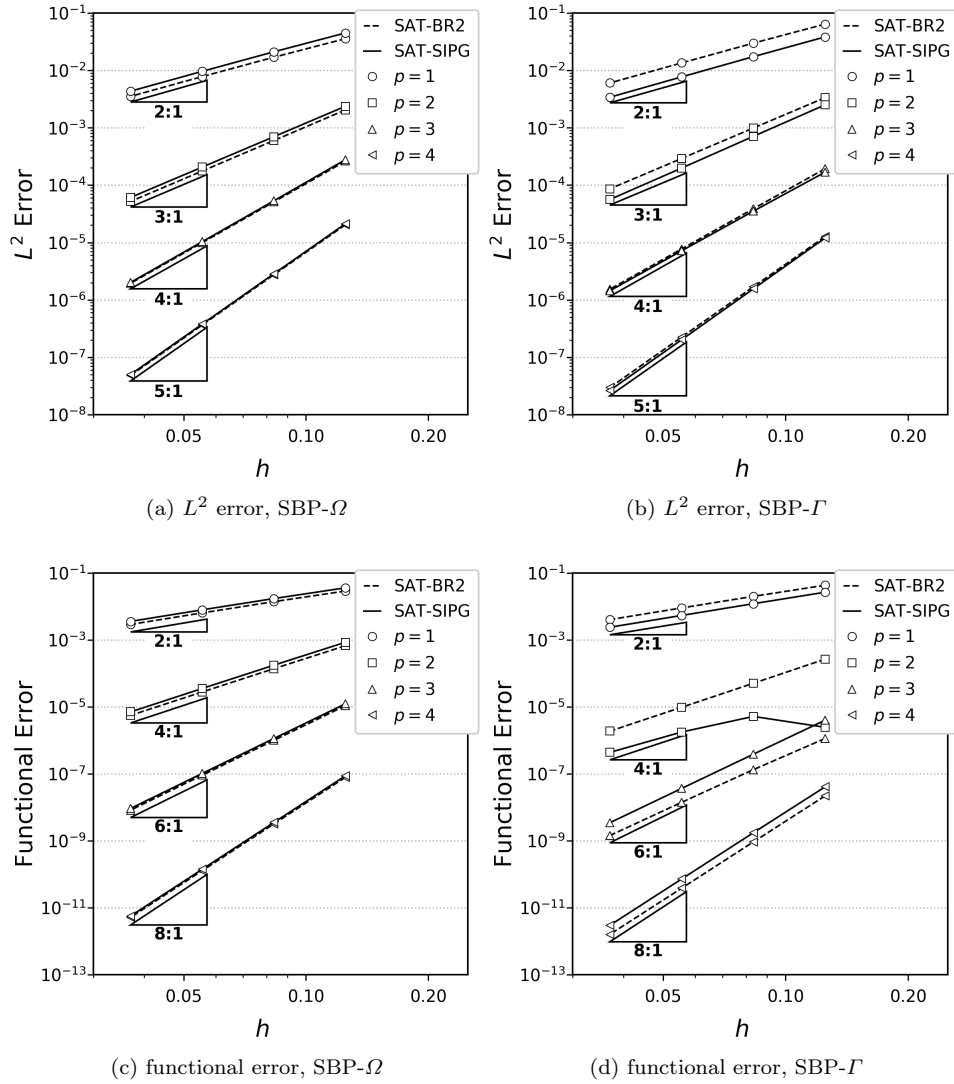 10⁻¹
10⁻²
10⁻³
10⁻⁴
10⁻⁵
10⁻⁶
10⁻⁷
10⁻⁸
L² Error
0.05 0.10 0.20
h
2:1
3:1
4:1
5:1
SAT-BR2
SAT-SIPG
p = 1
p = 2
p = 3
p = 4
(a) L² error, SBP-Ω
10⁻¹
10⁻²
10⁻³
10⁻⁴
10⁻⁵
10⁻⁶
10⁻⁷
10⁻⁸
L² Error
0.05 0.10 0.20
h
2:1
3:1
4:1
5:1
SAT-BR2
SAT-SIPG
p = 1
p = 2
p = 3
p = 4
(b) L² error, SBP-Γ
10⁻¹
10⁻³
10⁻⁵
10⁻⁷
10⁻⁹
10⁻¹¹
10⁻¹³
Functional Error
0.05 0.10 0.20
h
2:1
4:1
6:1
8:1
SAT-BR2
SAT-SIPG
p = 1
p = 2
p = 3
p = 4
(c) functional error, SBP-Ω
10⁻¹
10⁻³
10⁻⁵
10⁻⁷
10⁻⁹
10⁻¹¹
10⁻¹³
Functional Error
0.05 0.10 0.20
h
2:1
4:1
6:1
8:1
SAT-BR2
SAT-SIPG
p = 1
p = 2
p = 3
p = 4
(d) functional error, SBP-Γ